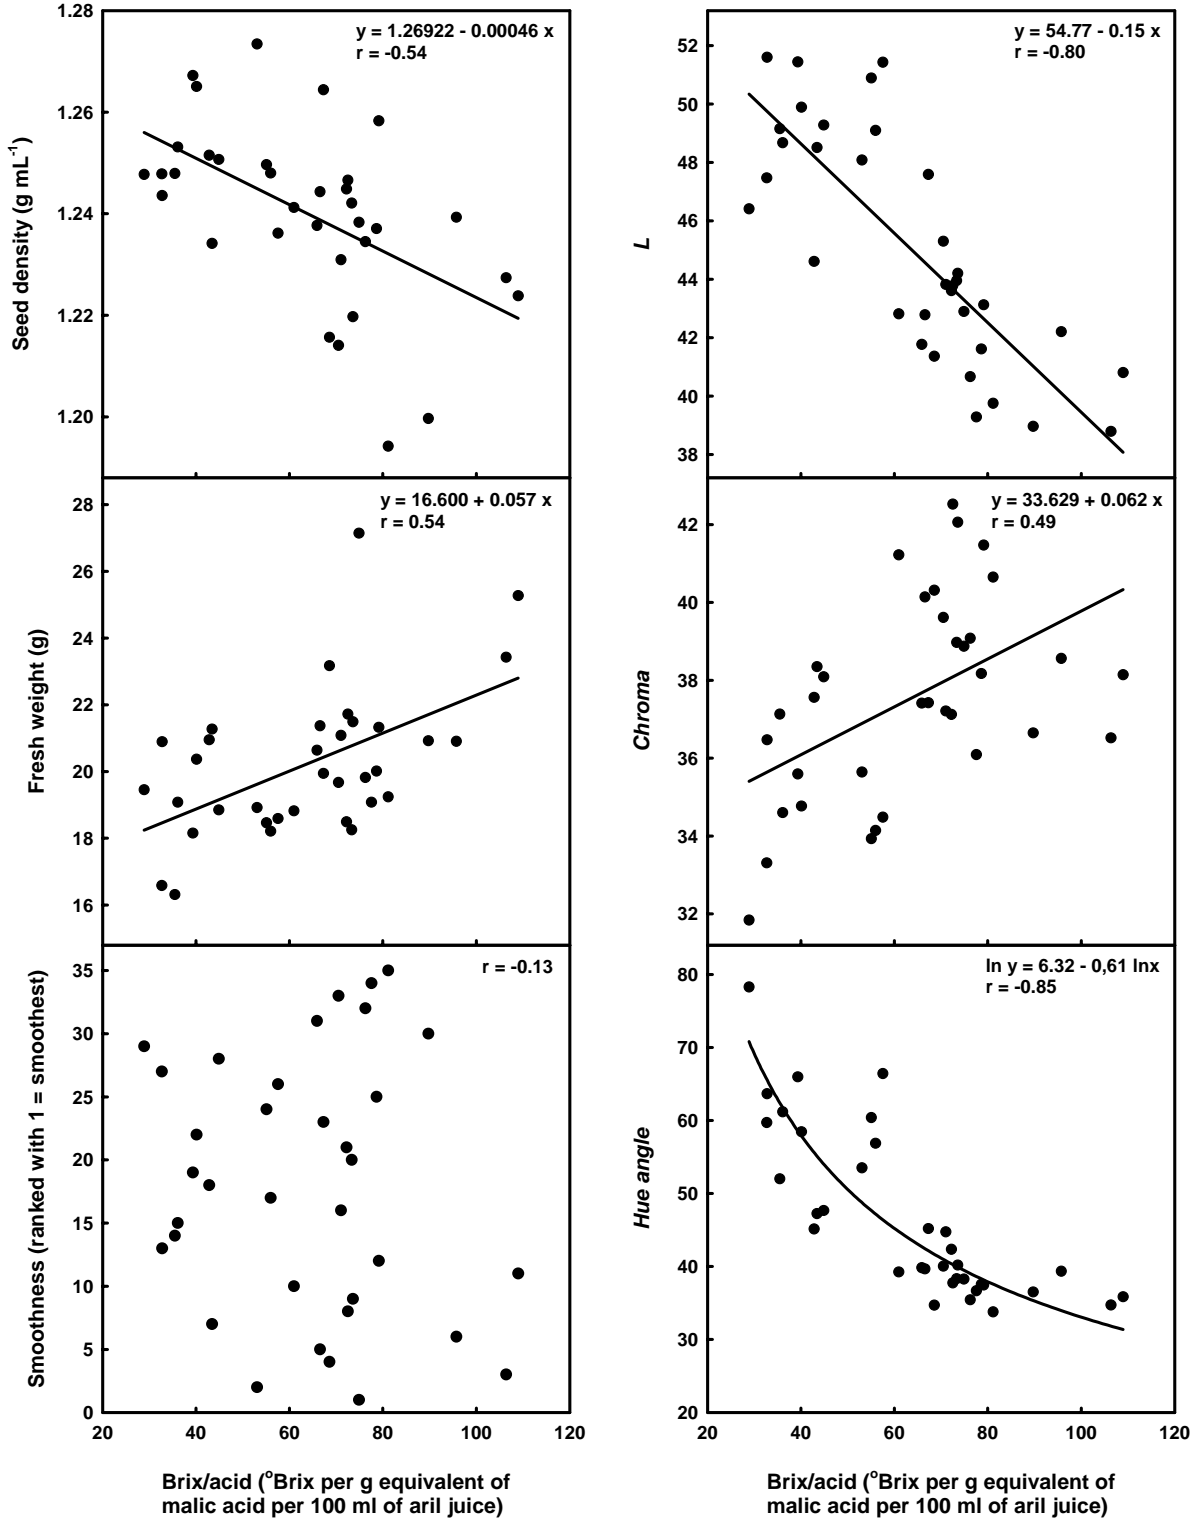 1.28
1.26
1.24
1.22
1.20
Seed density (g mL-1)
y = 1.26922 - 0.00046 x
r = -0.54
52
50
48
46
44
42
40
38
L
y = 54.77 - 0.15 x
r = -0.80
28
26
24
22
20
18
16
Fresh weight (g)
y = 16.600 + 0.057 x
r = 0.54
42
40
38
36
34
32
Chroma
y = 33.629 + 0.062 x
r = 0.49
35
30
25
20
15
10
5
0
Smoothness (ranked with 1 = smoothest)
r = -0.13
20 40 60 80 100 120
Brix/acid (oBrix per g equivalent of
malic acid per 100 ml of aril juice)
80
70
60
50
40
30
20
Hue angle
ln y = 6.32 - 0,61 lnx
r = -0.85
20 40 60 80 100 120
Brix/acid (oBrix per g equivalent of
malic acid per 100 ml of aril juice)